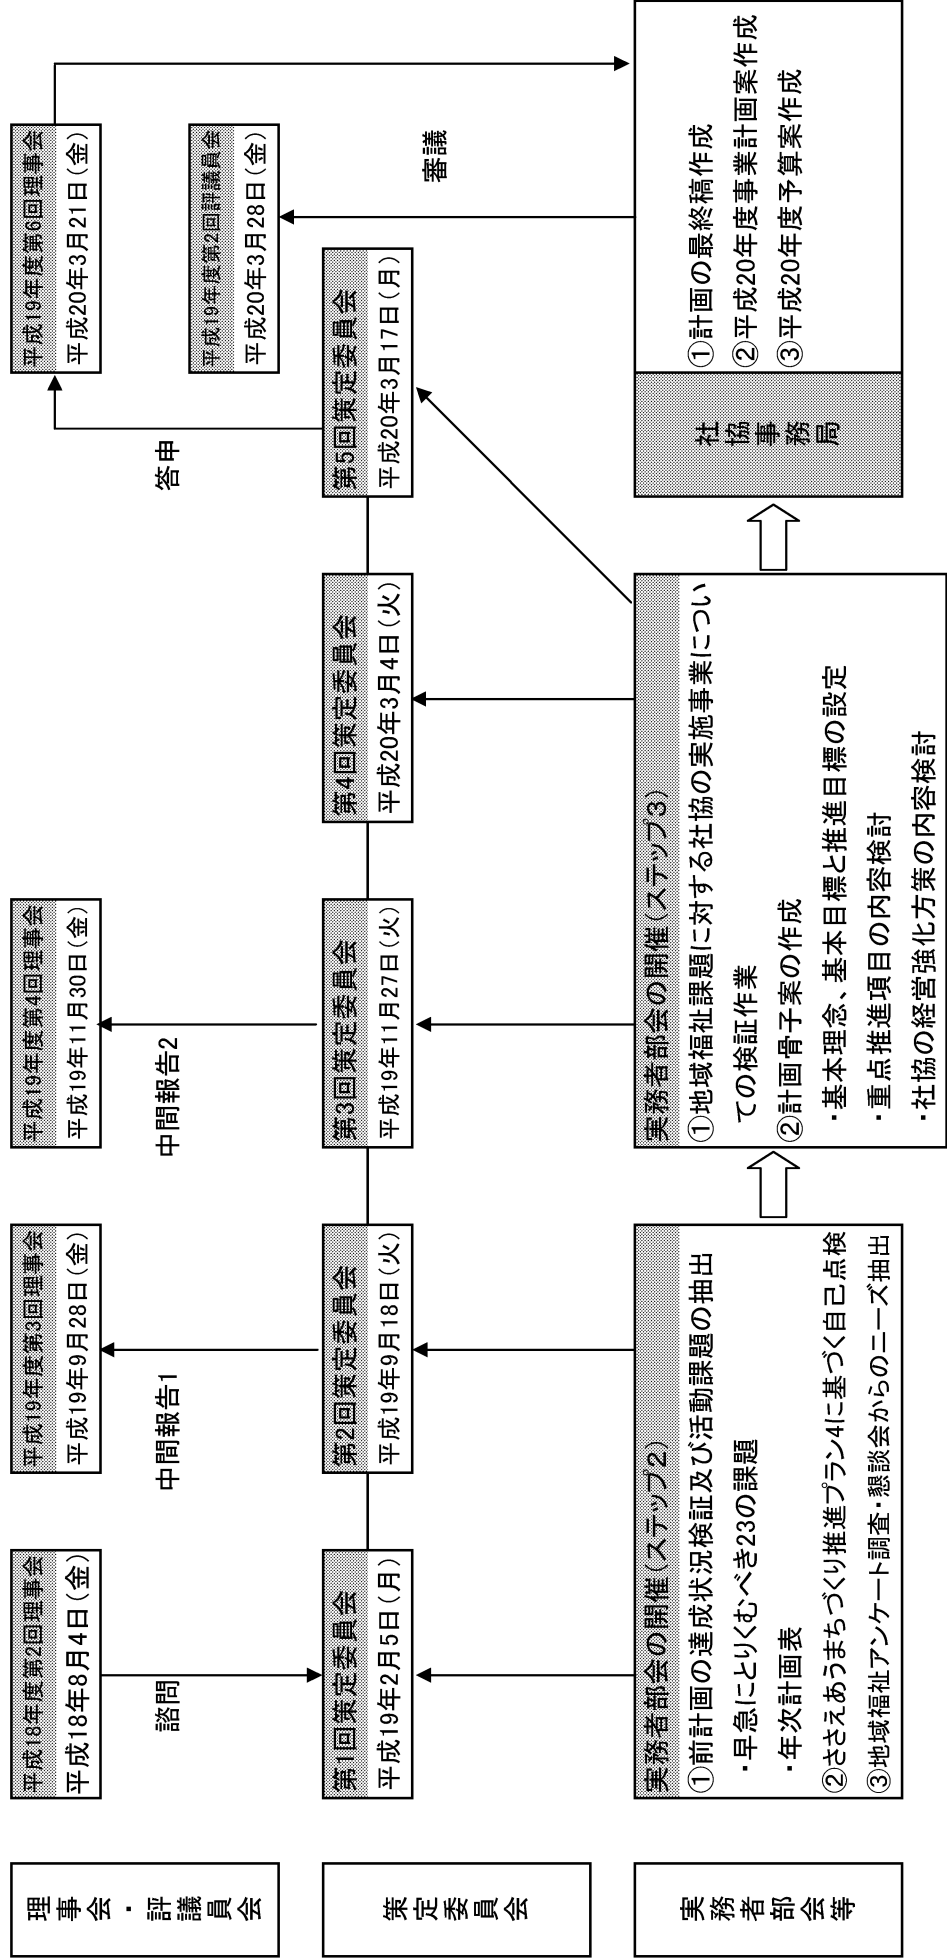 理事会・評議員会
平成18年度第2回理事会
平成18年8月4日(金)
平成19年度第3回理事会
平成19年9月28日(金)
平成19年度第4回理事会
平成19年11月30日(金)
平成19年度第6回理事会
平成20年3月21日(金)
平成19年度第2回評議員会
平成20年3月28日(金)
諮問
中間報告1
中間報告2
答申
審議
策定委員会
第1回策定委員会
平成19年2月5日(月)
第2回策定委員会
平成19年9月18日(火)
第3回策定委員会
平成19年11月27日(火)
第4回策定委員会
平成20年3月4日(火)
第5回策定委員会
平成20年3月17日(月)
実務者部会等
実務者部会の開催(ステップ2)
①前計画の達成状況検証及び活動課題の抽出
・早急にとりくむべき23の課題
・年次計画表
②ささえあうまちづくり推進プラン4に基づく自己点検
③地域福祉アンケート調査・懇談会からのニーズ抽出
実務者部会の開催(ステップ3)
①地域福祉課題に対する社協の実施事業につい
ての検証作業
②計画骨子案の作成
・基本理念、基本目標と推進目標の設定
・重点推進項目の内容検討
・社協の経営強化方策の内容検討
社協事務局
①計画の最終稿作成
②平成20年度事業計画案作成
③平成20年度予算案作成